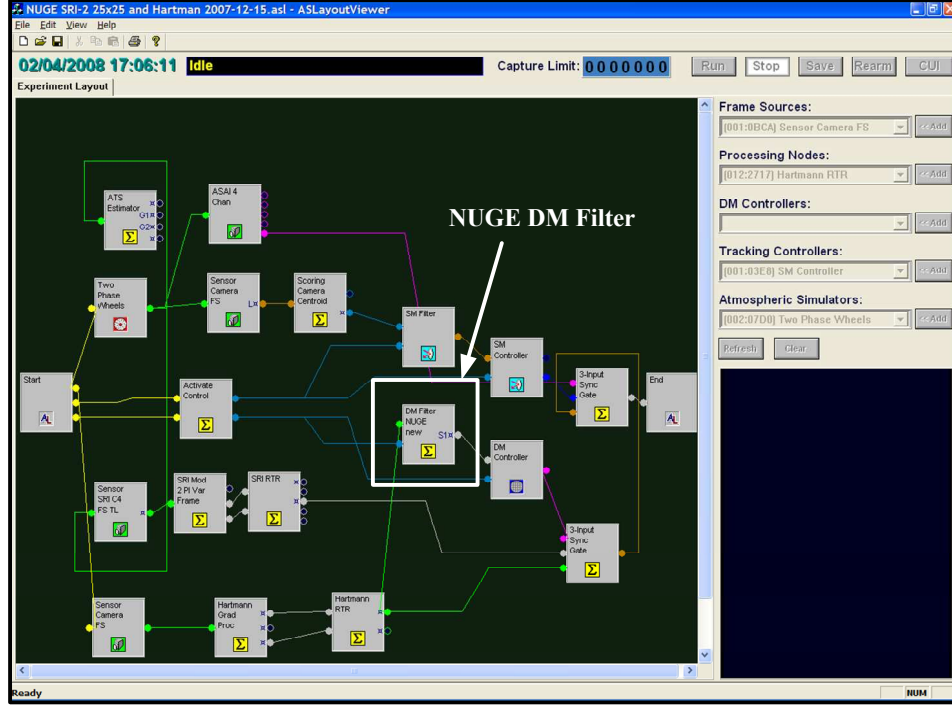 NUGE SRI-2 25x25 and Hartman 2007-12-15.asl - ASLayoutViewer
File Edit View Help
02/04/2008 17:06:11 Idle Capture Limit: 0000000 Run Stop Save Rearm CUI
Experiment Layout
Frame Sources:
[001:0BCA] Sensor Camera FS <<Add
Processing Nodes:
[012:2717] Hartmann RTR <<Add
DM Controllers:
<<Add
Tracking Controllers:
[001:03E8] SM Controller <<Add
Atmospheric Simulators:
[002:07D0] Two Phase Wheels <<Add
Refresh Clear
NUGE DM Filter
ATS
Estimator
G1
G2
Σ
ASAI 4
Chan
Two
Phase
Wheels
Sensor
Camera
FS
L
Scoring
Camera
Centroid
Σ
SM Filter
SM
Controller
3-Input
Sync
Gate
Σ
Start
AL
Activate
Control
Σ
DM Filter
NUGE
new
S1
Σ
End
AL
DM
Controller
Sensor
SRI C4
FS TL
SRI Mod
2 PI Var
Frame
Σ
SRI RTR
Σ
3-Input
Sync
Gate
Σ
Sensor
Camera
FS
Hartmann
Grad
Proc
Σ
Hartmann
RTR
Σ
Ready NUM